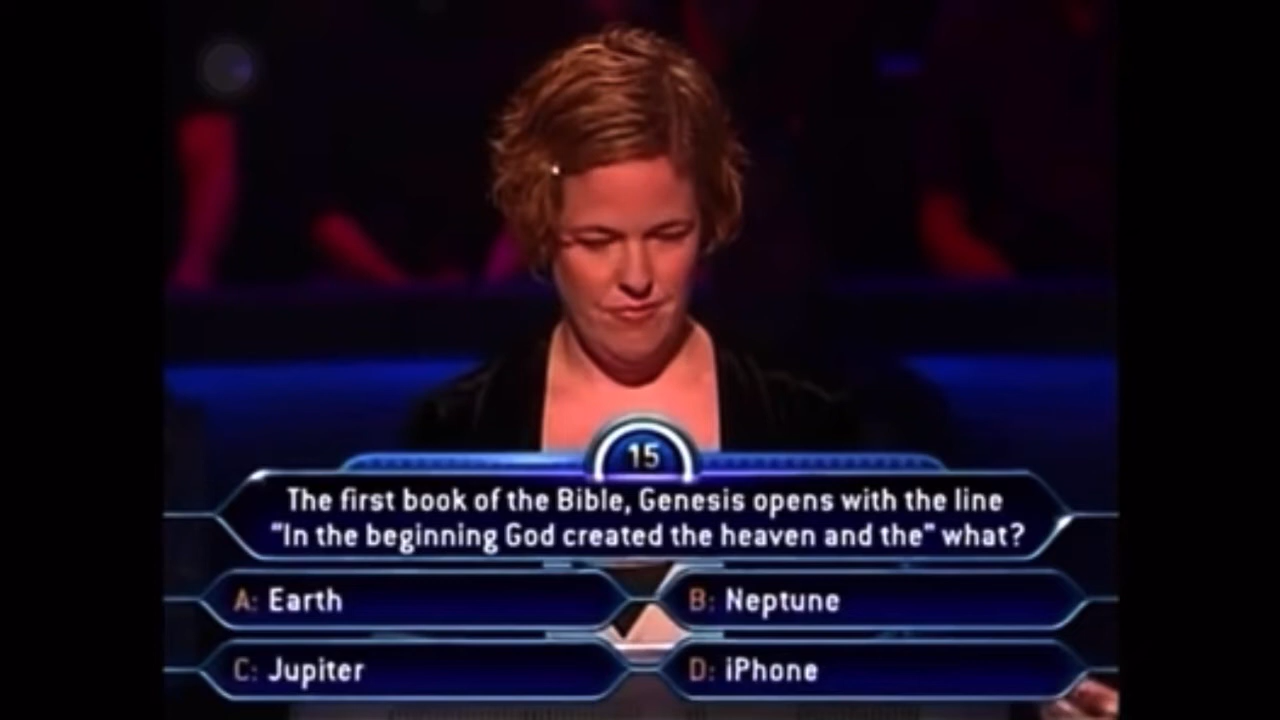 15
The first book of the Bible, Genesis opens with the line
"In the beginning God created the heaven and the" what?
A: Earth
B: Neptune
C: Jupiter
D: iPhone